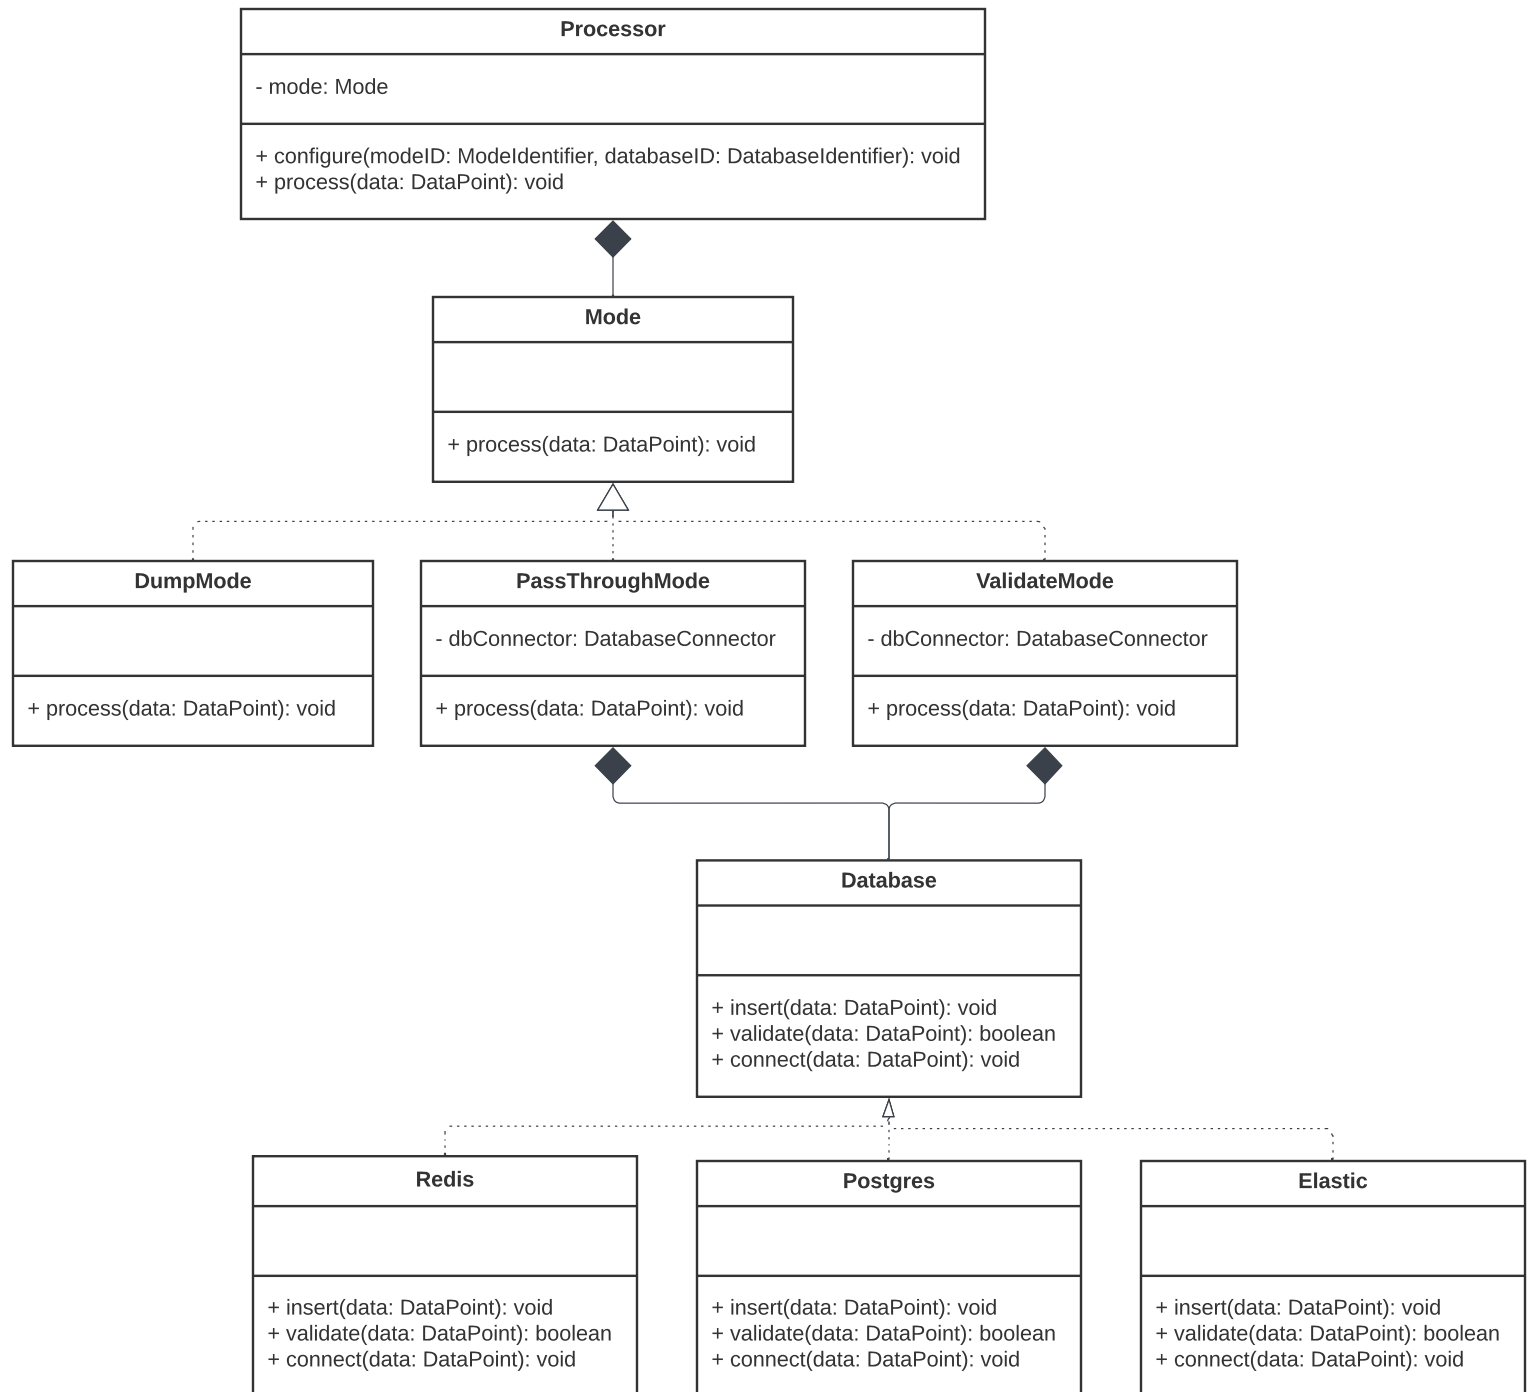 Processor
- mode: Mode
+ configure(modeID: ModeIdentifier, databaseID: DatabaseIdentifier): void
+ process(data: DataPoint): void
Mode
+ process(data: DataPoint): void
DumpMode
+ process(data: DataPoint): void
PassThroughMode
- dbConnector: DatabaseConnector
+ process(data: DataPoint): void
ValidateMode
- dbConnector: DatabaseConnector
+ process(data: DataPoint): void
Database
+ insert(data: DataPoint): void
+ validate(data: DataPoint): boolean
+ connect(data: DataPoint): void
Redis
+ insert(data: DataPoint): void
+ validate(data: DataPoint): boolean
+ connect(data: DataPoint): void
Postgres
+ insert(data: DataPoint): void
+ validate(data: DataPoint): boolean
+ connect(data: DataPoint): void
Elastic
+ insert(data: DataPoint): void
+ validate(data: DataPoint): boolean
+ connect(data: DataPoint): void